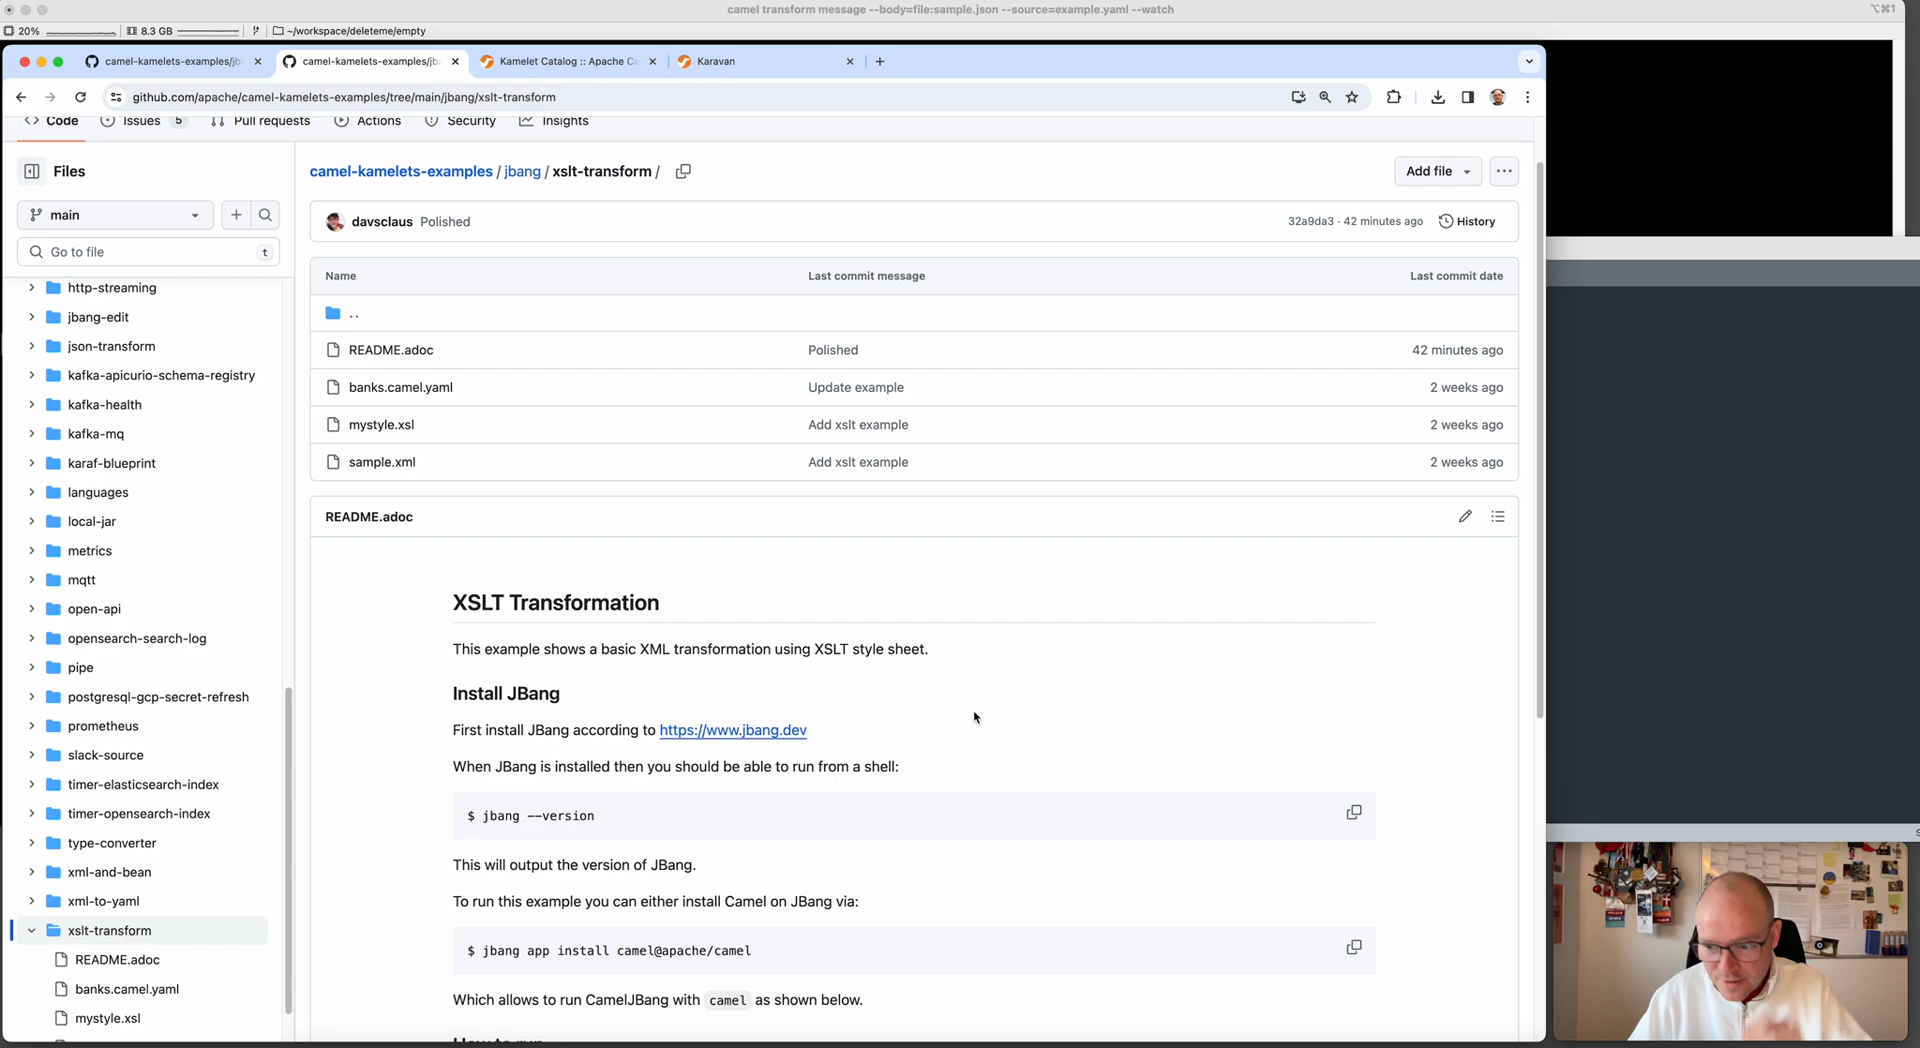 camel transform message --body=file:sample.json --source=example.yaml --watch
⌥⌘1
20%
8.3 GB
~/workspace/deleteme/empty
camel-kamelets-examples/jb
camel-kamelets-examples/jba
Kamelet Catalog :: Apache Ca
Karavan
github.com/apache/camel-kamelets-examples/tree/main/jbang/xslt-transform
Code
Issues 5
Pull requests
Actions
Security
Insights
Files
main
Go to file
t
http-streaming
jbang-edit
json-transform
kafka-apicurio-schema-registry
kafka-health
kafka-mq
karaf-blueprint
languages
local-jar
metrics
mqtt
open-api
opensearch-search-log
pipe
postgresql-gcp-secret-refresh
prometheus
slack-source
timer-elasticsearch-index
timer-opensearch-index
type-converter
xml-and-bean
xml-to-yaml
xslt-transform
README.adoc
banks.camel.yaml
mystyle.xsl
camel-kamelets-examples / jbang / xslt-transform /
Add file
davsclaus Polished
32a9da3 · 42 minutes ago
History
Name Last commit message Last commit date
..
README.adoc Polished 42 minutes ago
banks.camel.yaml Update example 2 weeks ago
mystyle.xsl Add xslt example 2 weeks ago
sample.xml Add xslt example 2 weeks ago
README.adoc
XSLT Transformation
This example shows a basic XML transformation using XSLT style sheet.
Install JBang
First install JBang according to https://www.jbang.dev
When JBang is installed then you should be able to run from a shell:
$ jbang --version
This will output the version of JBang.
To run this example you can either install Camel on JBang via:
$ jbang app install camel@apache/camel
Which allows to run CamelJBang with camel as shown below.
How to run